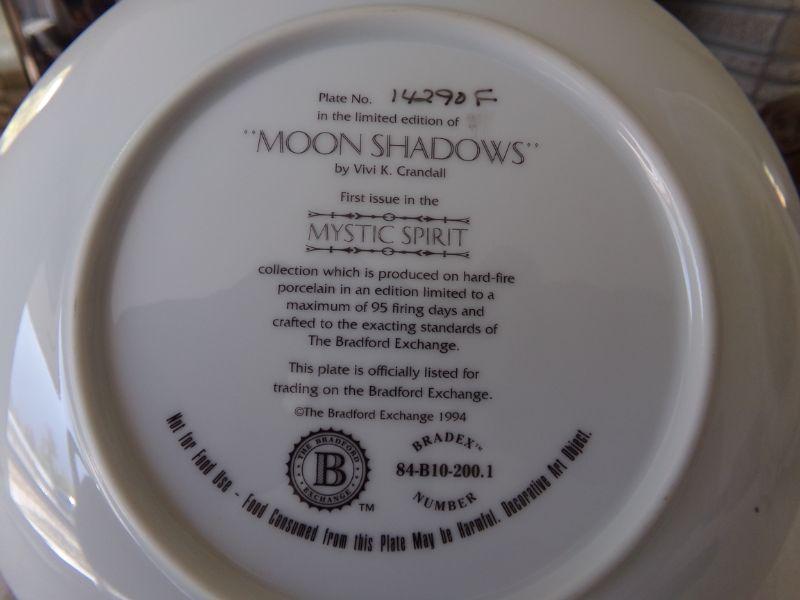 Plate No. 14290F
in the limited edition of
"MOON SHADOWS"
by Vivi K. Crandall
First issue in the
MYSTIC SPIRIT
collection which is produced on hard-fire
porcelain in an edition limited to a
maximum of 95 firing days and
crafted to the exacting standards of
The Bradford Exchange.
This plate is officially listed for
trading on the Bradford Exchange.
©The Bradford Exchange 1994
THE BRADFORD
B
EXCHANGE
TM
BRADEX™
84-B10-200.1
NUMBER
Not for Food Use - Food Consumed from this Plate May be Harmful. Decorative Art Object.